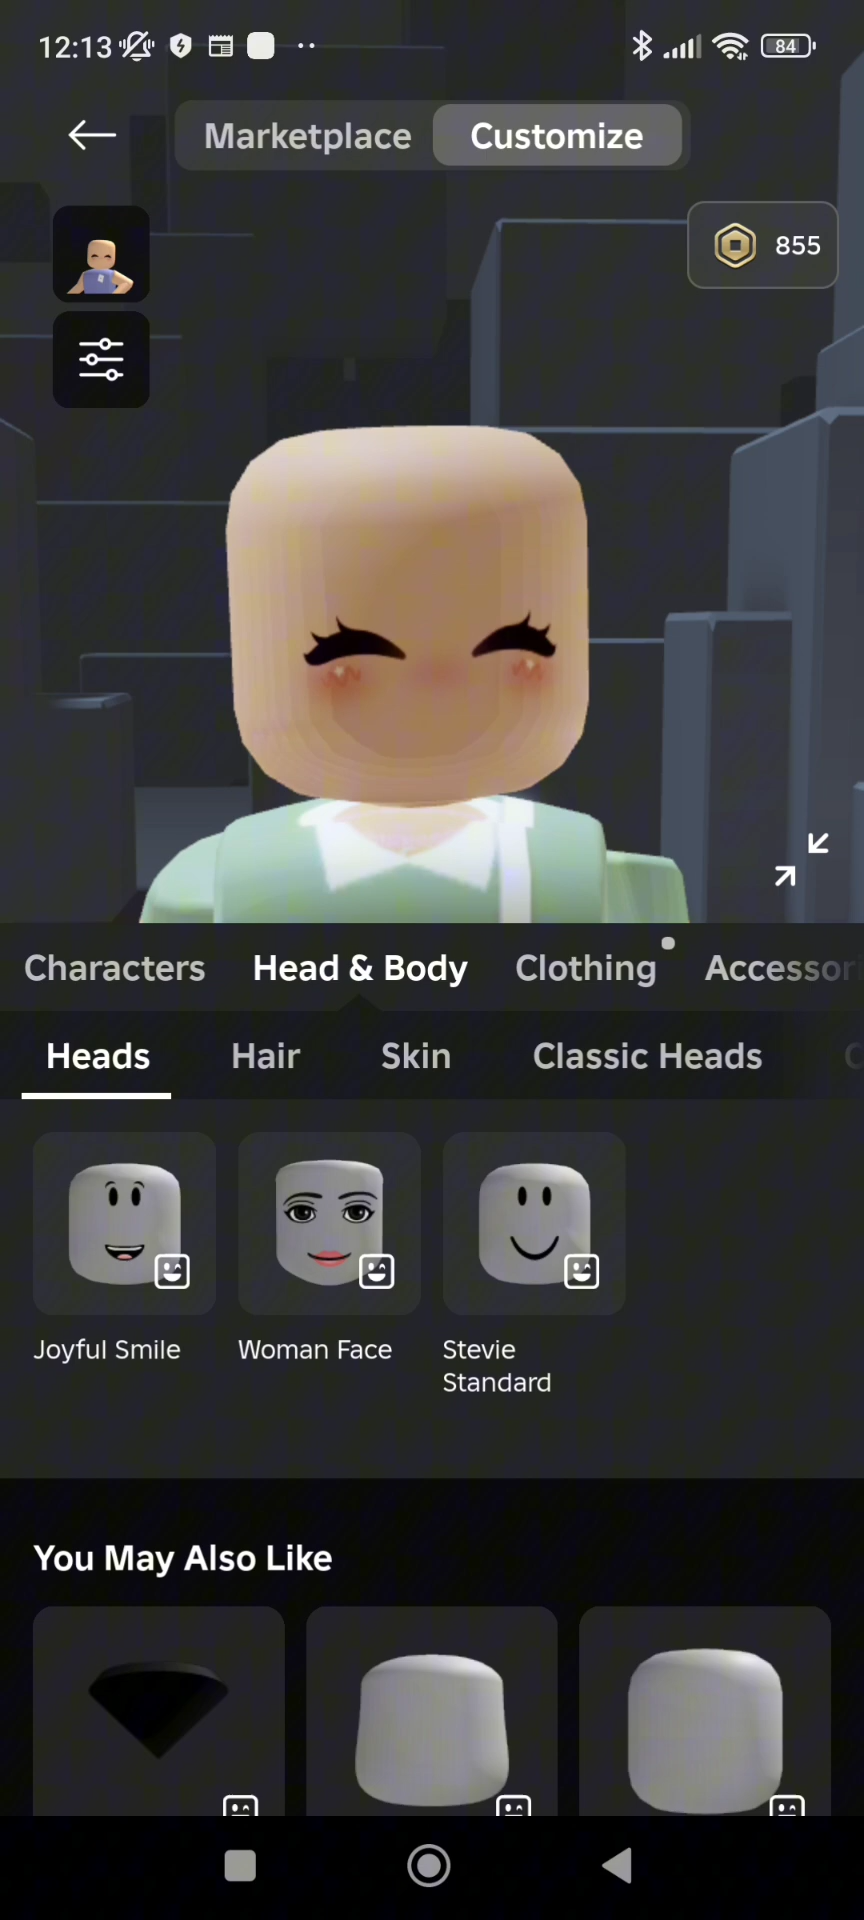 12:13
84
Marketplace
Customize
855
Characters
Head & Body
Clothing
Accessori
Heads
Hair
Skin
Classic Heads
Joyful Smile
Woman Face
Stevie
Standard
You May Also Like